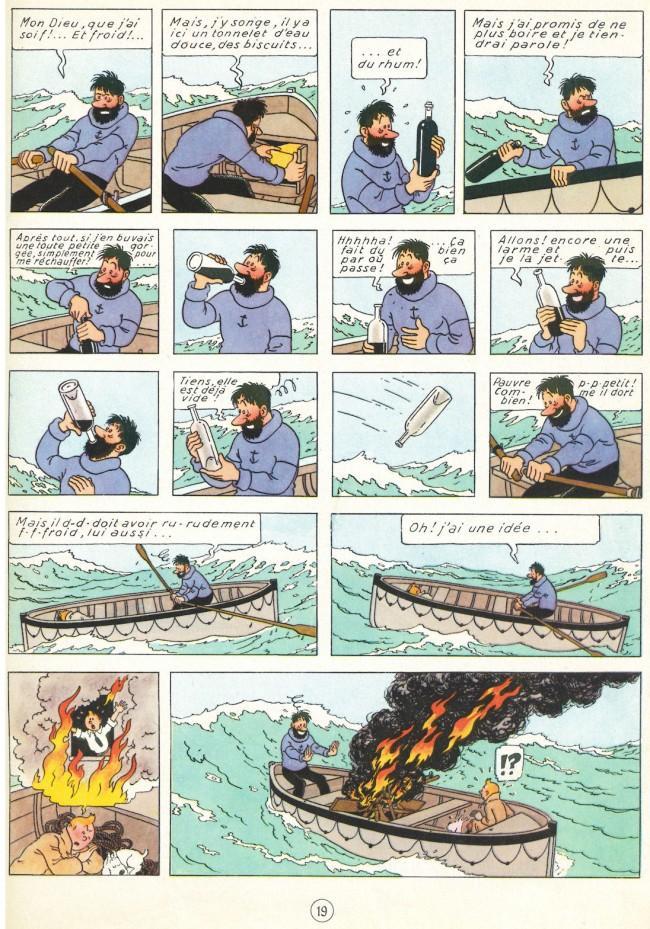 Mon Dieu, que j'ai
soif!... Et froid!...
Mais, j'y songe, il y a
ici un tonnelet d'eau
douce, des biscuits...
... et
du rhum!
Mais j'ai promis de ne
plus boire et je tien-
drai parole!
Après tout, si j'en buvais
une toute petite gor-
gée, simplement pour
me réchauffer? ...
Hhhhha! ... Ça
fait du bien
par où ça
passe!
Allons! encore une
larme et puis
je la jet- te...
Tiens, elle
est déjà
vide?
Pauvre p-p-petit!
Com- me il dort
bien!
Mais, il d-d-doit avoir ru-rudement
f-f-froid, lui aussi...
Oh! j'ai une idée ...
!?
19